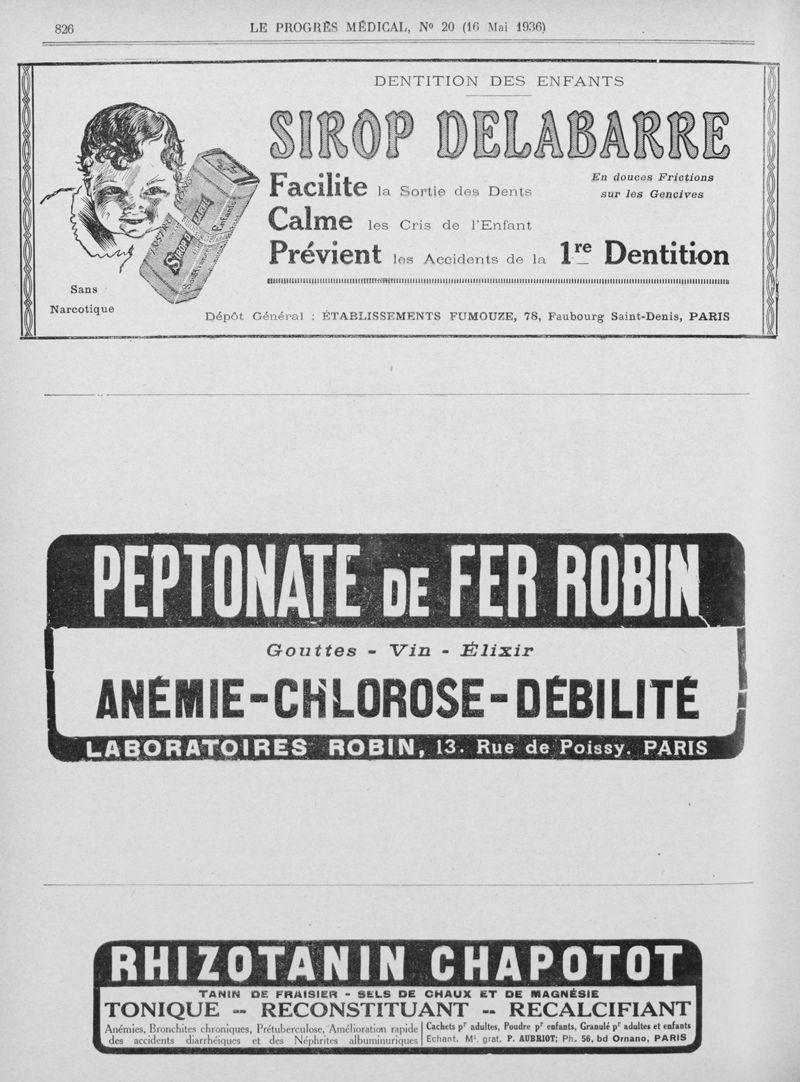 826
LE PROGRÈS MÉDICAL, No 20 (16 Mai 1936)
DENTITION DES ENFANTS
SIROP DELABARRE
Facilite la Sortie des Dents
En douces Frictions
sur les Gencives
Calme les Cris de l'Enfant
Prévient les Accidents de la 1re Dentition
SIROP DELABARRE
Sans
Narcotique
Dépôt Général : ÉTABLISSEMENTS FUMOUZE, 78, Faubourg Saint-Denis, PARIS
PEPTONATE DE FER ROBIN
Gouttes - Vin - Élixir
ANÉMIE-CHLOROSE-DÉBILITÉ
LABORATOIRES ROBIN, 13. Rue de Poissy. PARIS
RHIZOTANIN CHAPOTOT
TANIN DE FRAISIER - SELS DE CHAUX ET DE MAGNÉSIE
TONIQUE -- RECONSTITUANT -- RECALCIFIANT
Anémies, Bronchites chroniques, Prétuberculose, Amélioration rapide
des accidents diarrhéiques et des Néphrites albuminuriques
Cachets pr adultes, Poudre pr enfants, Granulé pr adultes et enfants
Echant. Ml. grat. P. AUBRIOT; Ph. 56, bd Ornano, PARIS